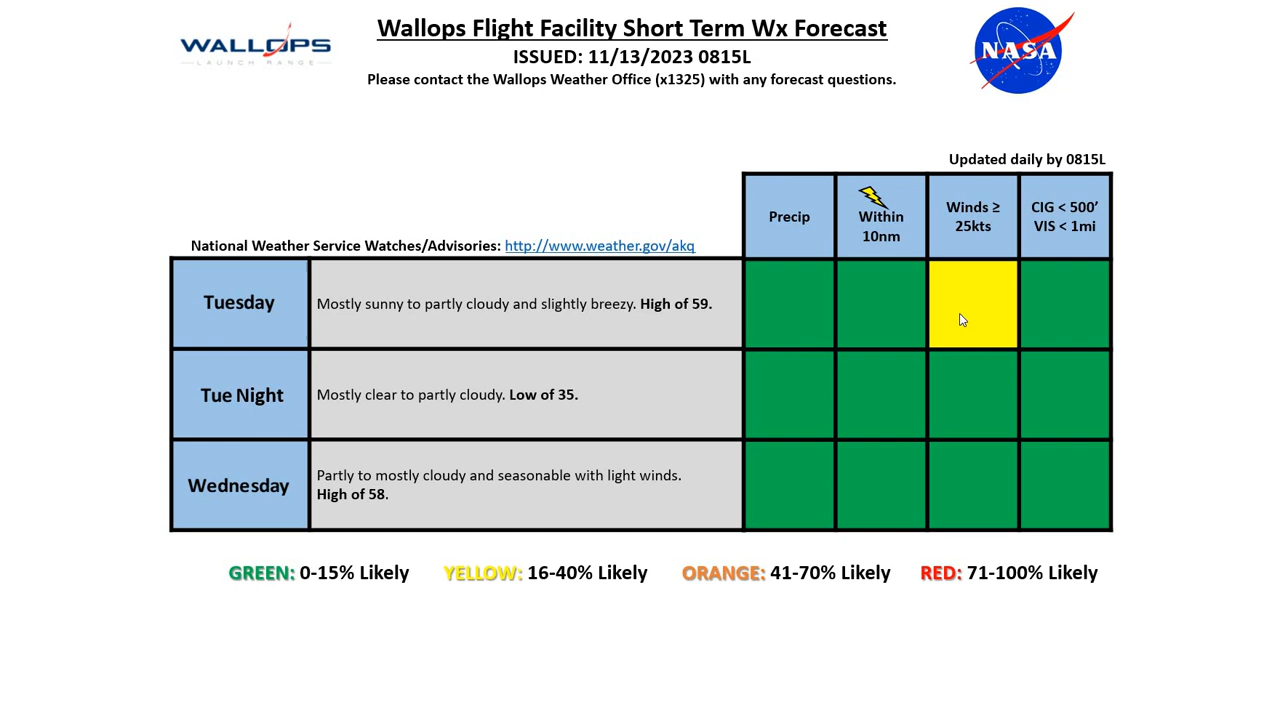 WALLOPS
LAUNCH RANGE
Wallops Flight Facility Short Term Wx Forecast
ISSUED: 11/13/2023 0815L
Please contact the Wallops Weather Office (x1325) with any forecast questions.
NASA
Updated daily by 0815L
National Weather Service Watches/Advisories: http://www.weather.gov/akq
Precip
Within
10nm
Winds ≥
25kts
CIG < 500’
VIS < 1mi
Tuesday
Mostly sunny to partly cloudy and slightly breezy. High of 59.
Tue Night
Mostly clear to partly cloudy. Low of 35.
Wednesday
Partly to mostly cloudy and seasonable with light winds.
High of 58.
GREEN: 0-15% Likely
YELLOW: 16-40% Likely
ORANGE: 41-70% Likely
RED: 71-100% Likely